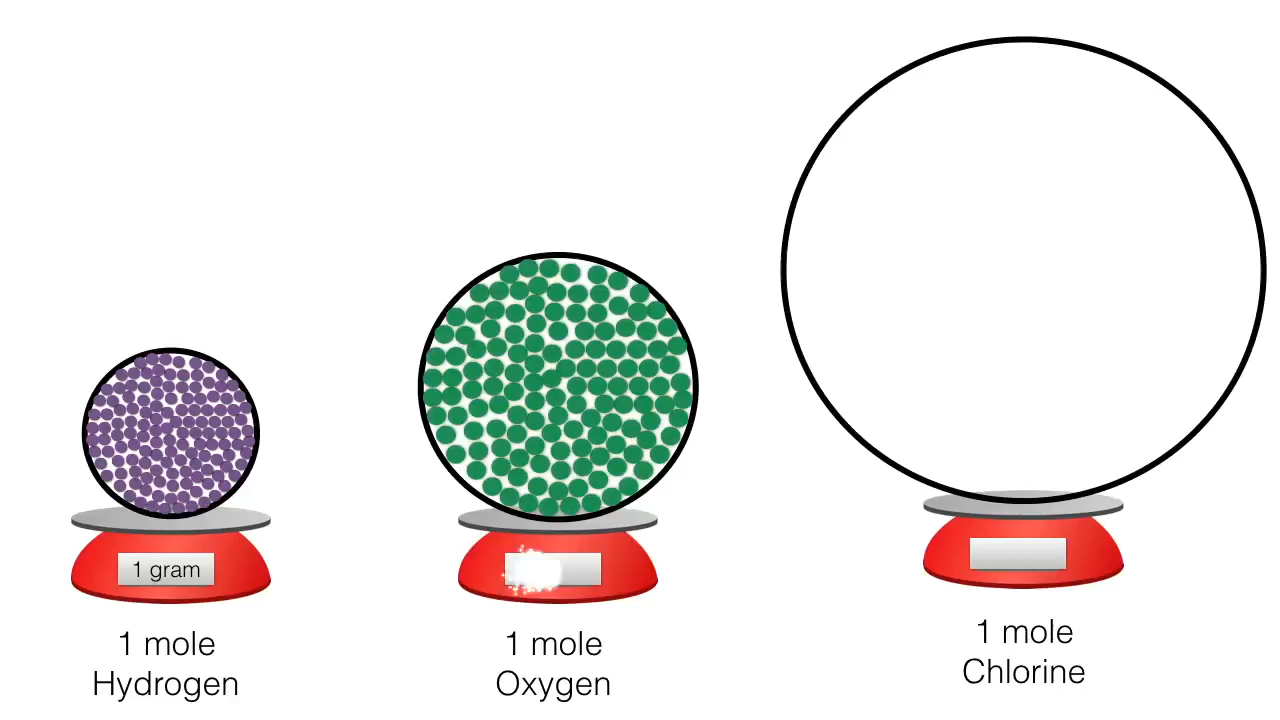 1 gram
1 mole
Hydrogen
1 mole
Oxygen
1 mole
Chlorine